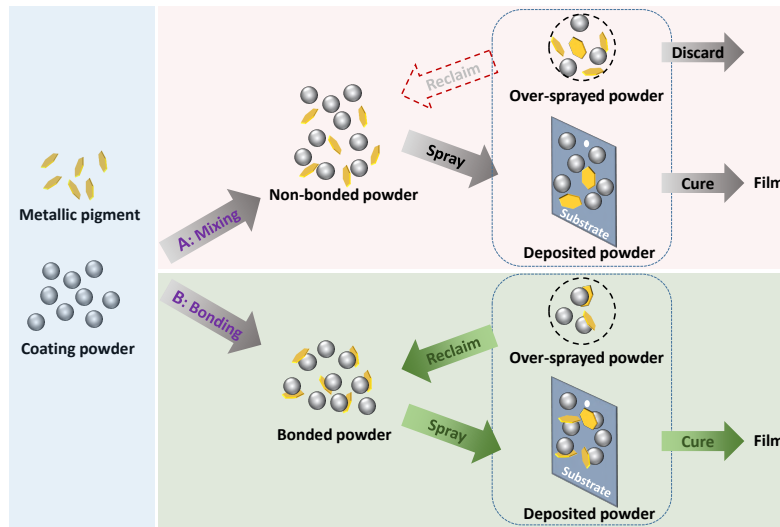 Metallic pigment
Coating powder
A: Mixing
B: Bonding
Non-bonded powder
Reclaim
Spray
Over-sprayed powder
Discard
Substrate
Deposited powder
Cure
Film
Bonded powder
Reclaim
Spray
Over-sprayed powder
Substrate
Deposited powder
Cure
Film